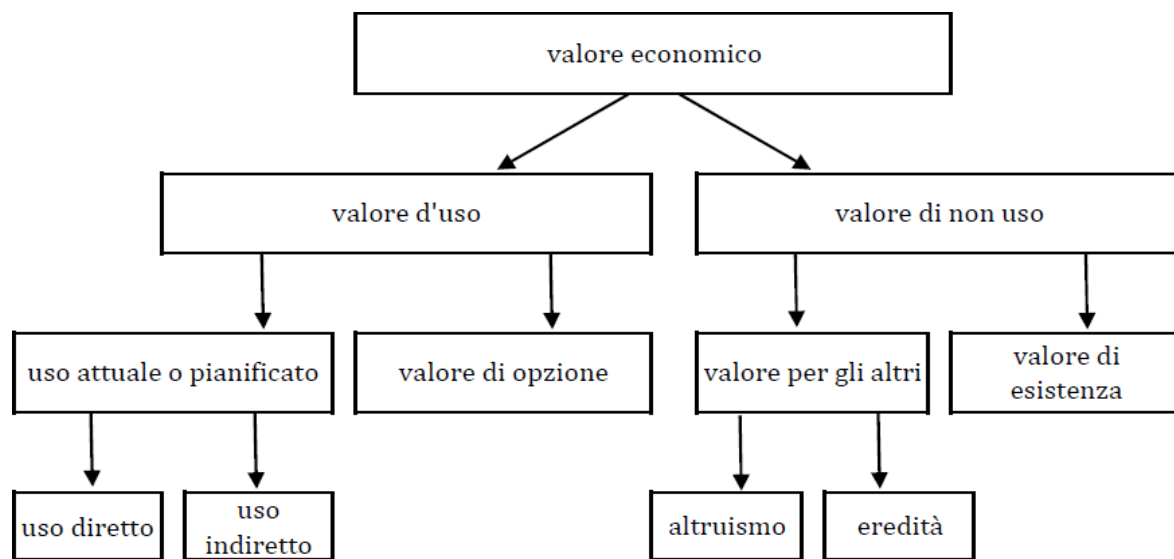 valore economico
valore d'uso
valore di non uso
uso attuale o pianificato
valore di opzione
valore per gli altri
valore di
esistenza
uso diretto
uso
indiretto
altruismo
eredità